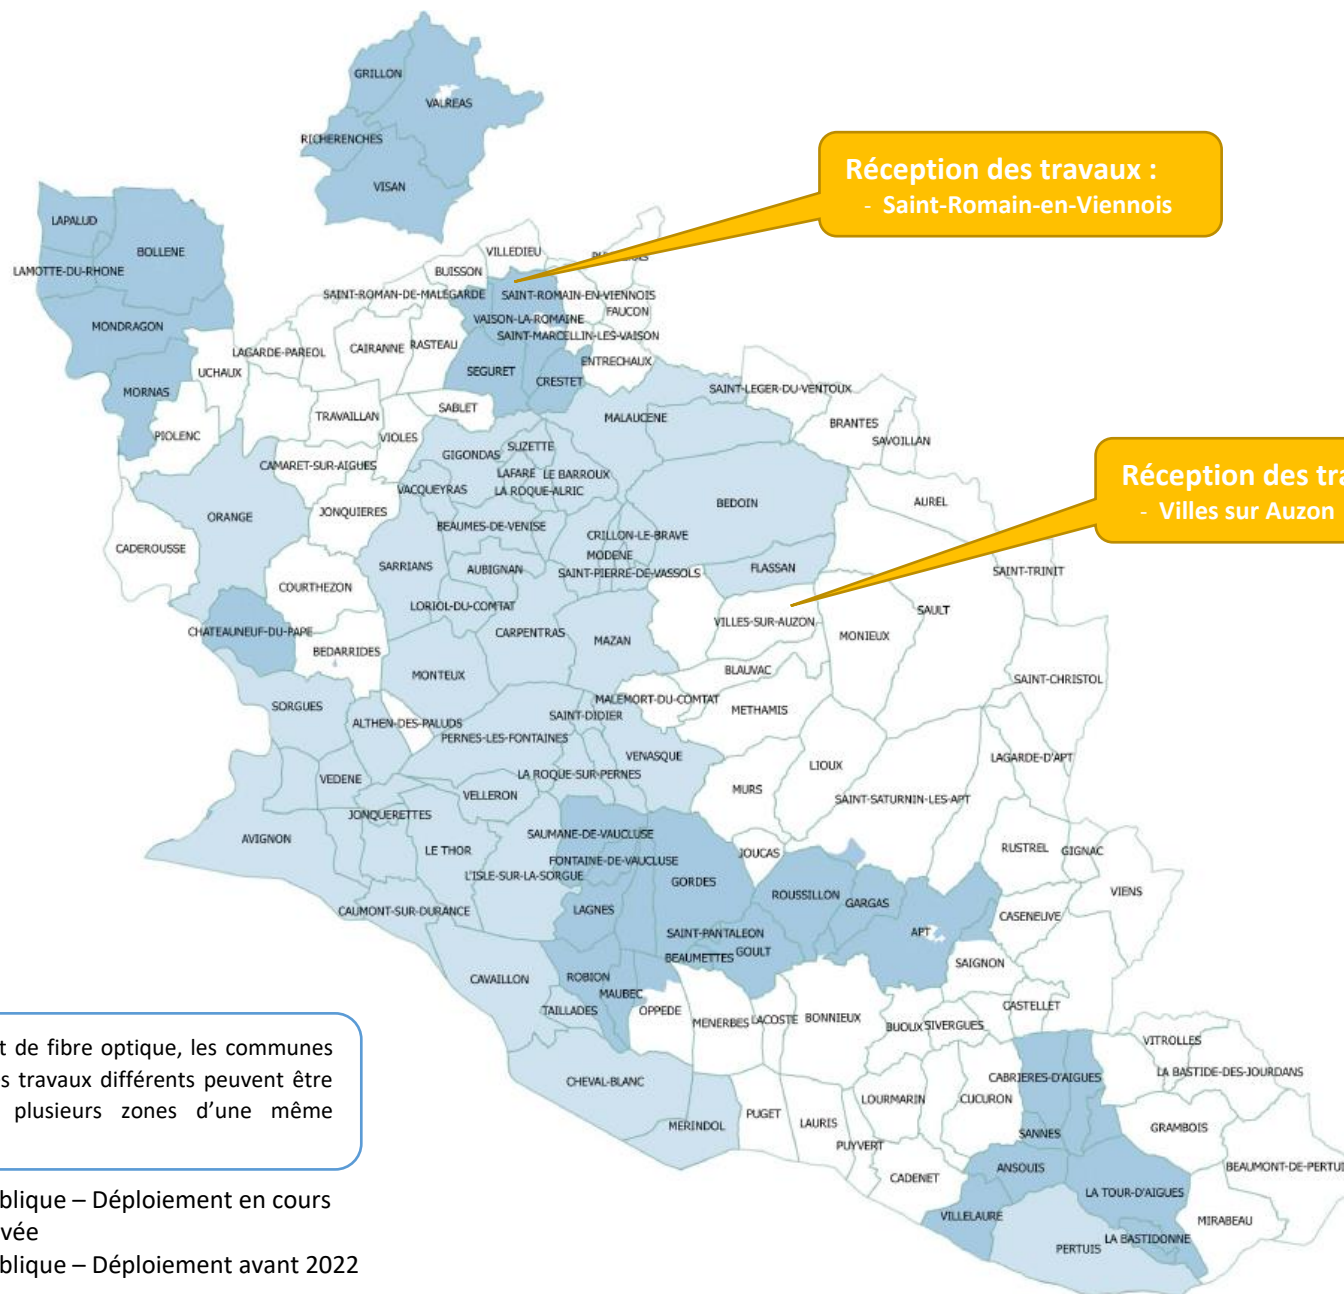 GRILLON
VALREAS
RICHERENCHES
VISAN
Réception des travaux :
- Saint-Romain-en-Viennois
LAPALUD
BOLLENE
LAMOTTE-DU-RHONE
MONDRAGON
MORNAS
VILLEDIEU
BUISSON
SAINT-ROMAN-DE-MALEGARDE
SAINT-ROMAIN-EN-VIENNOIS
FAUCON
VAISON-LA-ROMAINE
SAINT-MARCELLIN-LES-VAISON
LAGARDE-PAREOL
CAIRANNE
RASTEAU
ENTRECHAUX
UCHAUX
SEGURET
CRESTET
SAINT-LEGER-DU-VENTOUX
SABLET
TRAVAILLAN
MALAUCENE
BRANTES
SAVOILLAN
PIOLENC
VIOLES
GIGONDAS
SUZETTE
CAMARET-SUR-AIGUES
LAFARE
LE BARROUX
VACQUEYRAS
LA ROQUE-ALRIC
Réception des tra
- Villes sur Auzon
BEDOIN
AUREL
ORANGE
JONQUIERES
BEAUMES-DE-VENISE
CRILLON-LE-BRAVE
CADEROUSSE
MODENE
SARRIANS
AUBIGNAN
SAINT-PIERRE-DE-VASSOLS
FLASSAN
SAINT-TRINIT
COURTHEZON
LORIOL-DU-COMTAT
SAULT
VILLES-SUR-AUZON
CHATEAUNEUF-DU-PAPE
CARPENTRAS
MAZAN
MONIEUX
BEDARRIDES
MONTEUX
BLAUVAC
SAINT-CHRISTOL
MALEMORT-DU-COMTAT
SORGUES
METHAMIS
SAINT-DIDIER
ALTHEN-DES-PALUDS
PERNES-LES-FONTAINES
VENASQUE
LAGARDE-D'APT
LIOUX
LA ROQUE-SUR-PERNES
VEDENE
MURS
VELLERON
SAINT-SATURNIN-LES-APT
JONQUERETTES
SAUMANE-DE-VAUCLUSE
AVIGNON
LE THOR
RUSTREL
GIGNAC
JOUCAS
FONTAINE-DE-VAUCLUSE
L'ISLE-SUR-LA-SORGUE
GORDES
VIENS
ROUSSILLON
GARGAS
LAGNES
CAUMONT-SUR-DURANCE
CASENEUVE
SAINT-PANTALEON
APT
GOULT
BEAUMETTES
SAIGNON
CAVAILLON
ROBION
MAUBEC
CASTELLET
TAILLADES
OPPEDE
MENERBES
LACOSTE
BONNIEUX
BUOUX
SIVERGUES
VITROLLES
LA BASTIDE-DES-JOURDANS
CHEVAL-BLANC
CABRIERES-D'AIGUES
LOURMARIN
CUCURON
PUGET
LAURIS
MERINDOL
GRAMBOIS
SANNES
PUYVERT
ANSOUIS
BEAUMONT-DE-PERTUI
CADENET
LA TOUR-D'AIGUES
VILLELAURE
MIRABEAU
LA BASTIDONNE
PERTUIS
t de fibre optique, les communes
s travaux différents peuvent être
plusieurs zones d'une même
blique – Déploiement en cours
vée
blique – Déploiement avant 2022